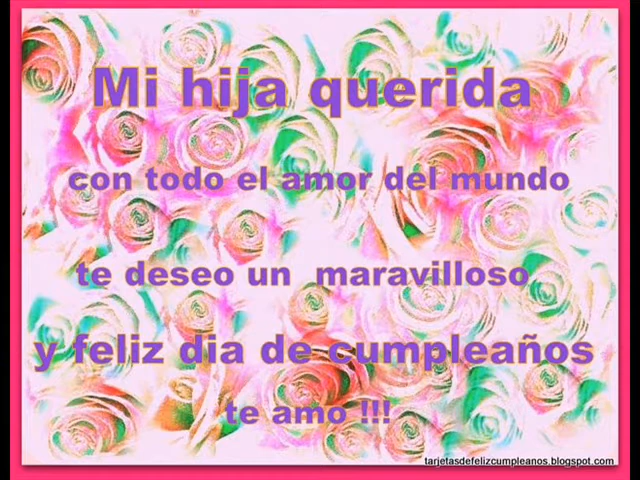 Mi hija querida
con todo el amor del mundo
te deseo un maravilloso
y feliz dia de cumpleaños
te amo !!!
tarjetasdefelizcumpleanos.blogspot.com